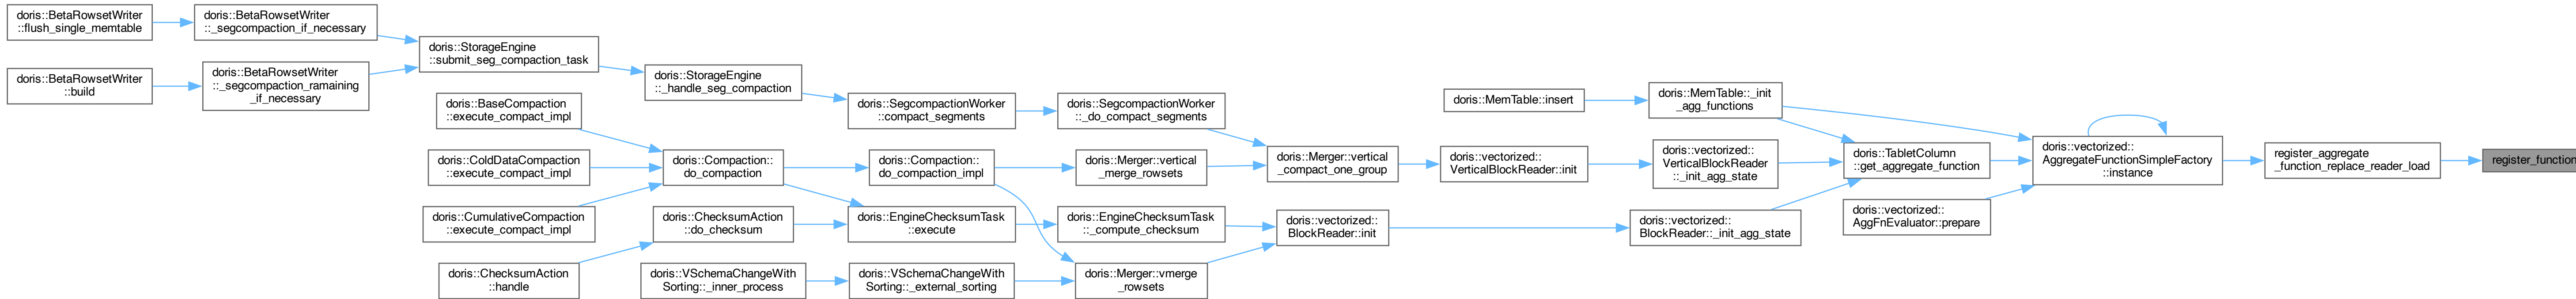 doris::BetaRowsetWriter
::flush_single_memtable
doris::BetaRowsetWriter
::_segcompaction_if_necessary
doris::BetaRowsetWriter
::build
doris::BetaRowsetWriter
::_segcompaction_ramaining
_if_necessary
doris::StorageEngine
::submit_seg_compaction_task
doris::StorageEngine
::_handle_seg_compaction
doris::BaseCompaction
::execute_compact_impl
doris::ColdDataCompaction
::execute_compact_impl
doris::CumulativeCompaction
::execute_compact_impl
doris::ChecksumAction
::handle
doris::Compaction::
do_compaction
doris::ChecksumAction
::do_checksum
doris::VSchemaChangeWith
Sorting::_inner_process
doris::SegcompactionWorker
::compact_segments
doris::Compaction::
do_compaction_impl
doris::EngineChecksumTask
::execute
doris::VSchemaChangeWith
Sorting::_external_sorting
doris::SegcompactionWorker
::_do_compact_segments
doris::Merger::vertical
_merge_rowsets
doris::EngineChecksumTask
::_compute_checksum
doris::Merger::vmerge
_rowsets
doris::Merger::vertical
_compact_one_group
doris::vectorized::
BlockReader::init
doris::MemTable::insert
doris::vectorized::
VerticalBlockReader::init
doris::MemTable::_init
_agg_functions
doris::vectorized::
VerticalBlockReader
::_init_agg_state
doris::vectorized::
BlockReader::_init_agg_state
doris::TabletColumn
::get_aggregate_function
doris::vectorized::
AggFnEvaluator::prepare
doris::vectorized::
AggregateFunctionSimpleFactory
::instance
register_aggregate
_function_replace_reader_load
register_function